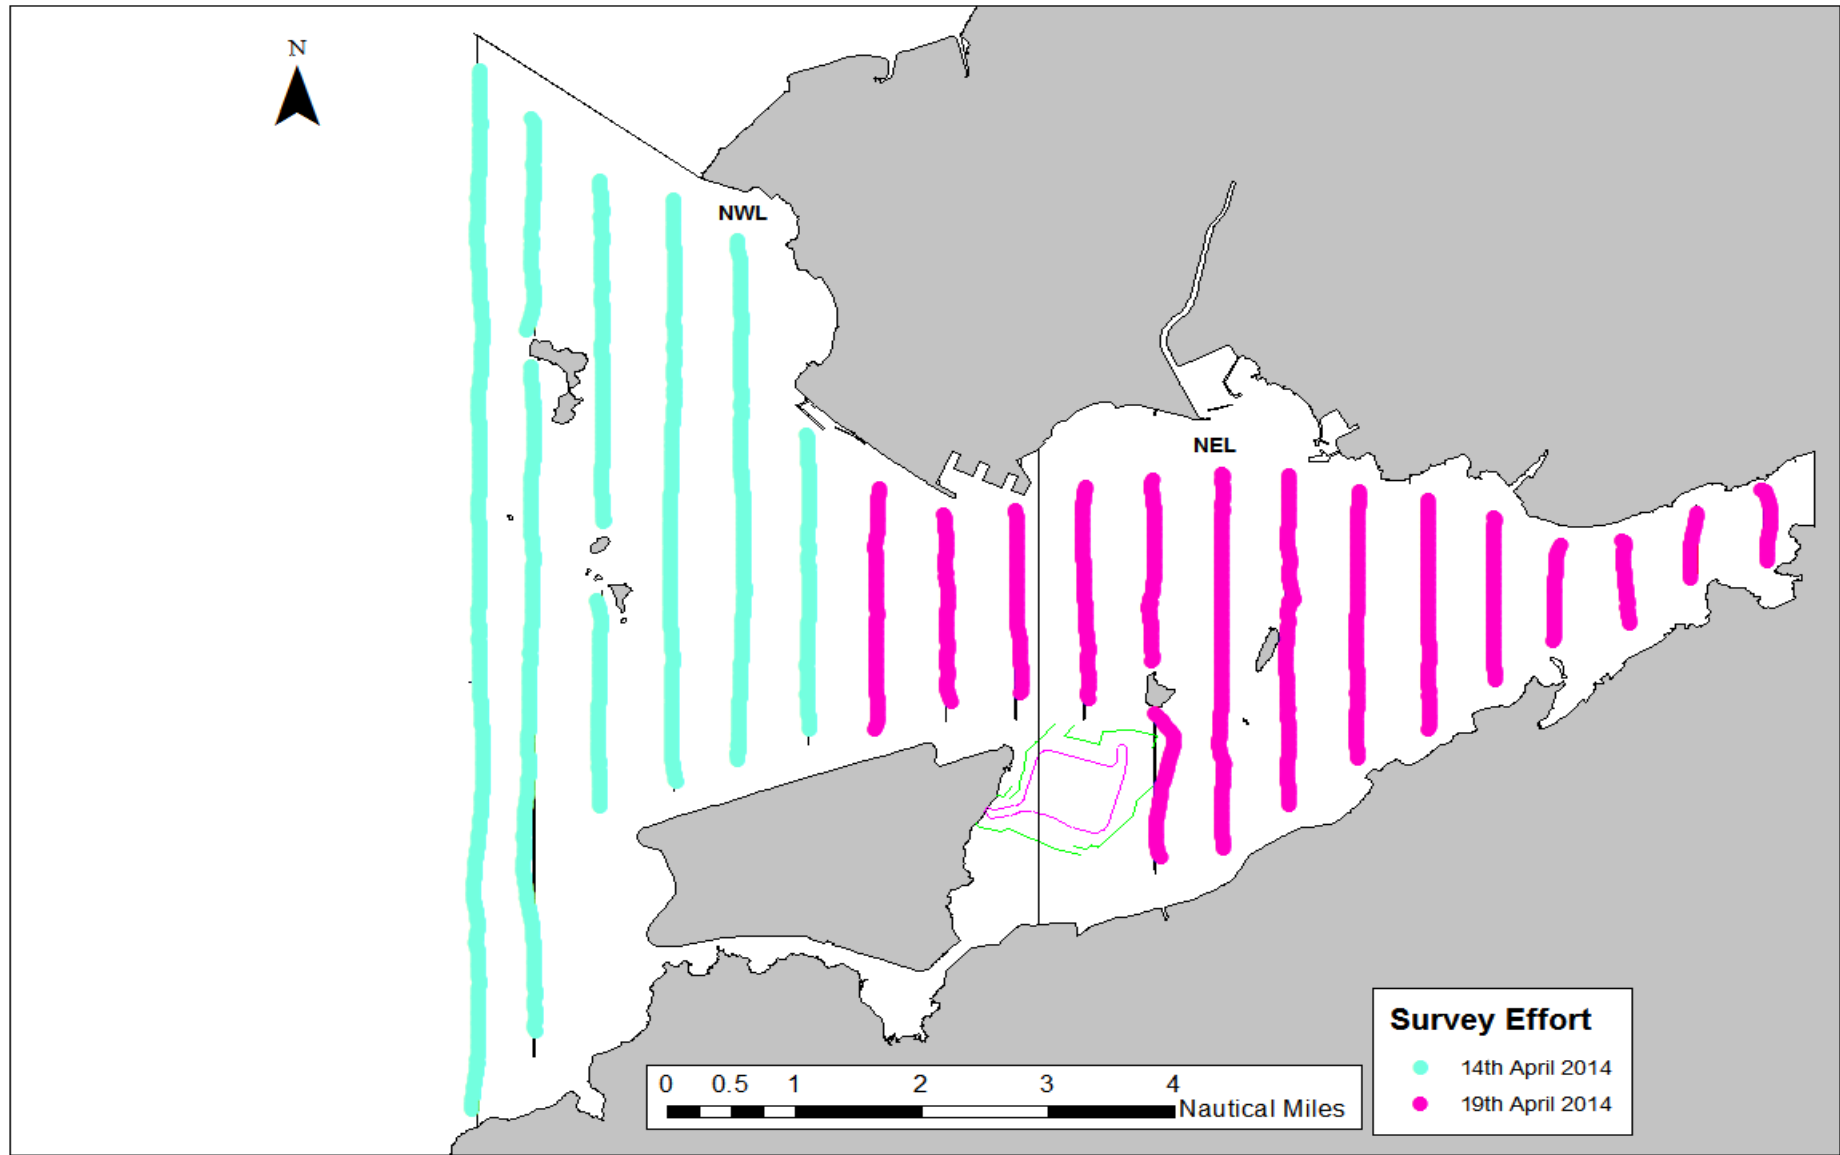 N
NWL
NEL
Survey Effort
14th April 2014
19th April 2014
0 0.5 1 2 3 4
Nautical Miles